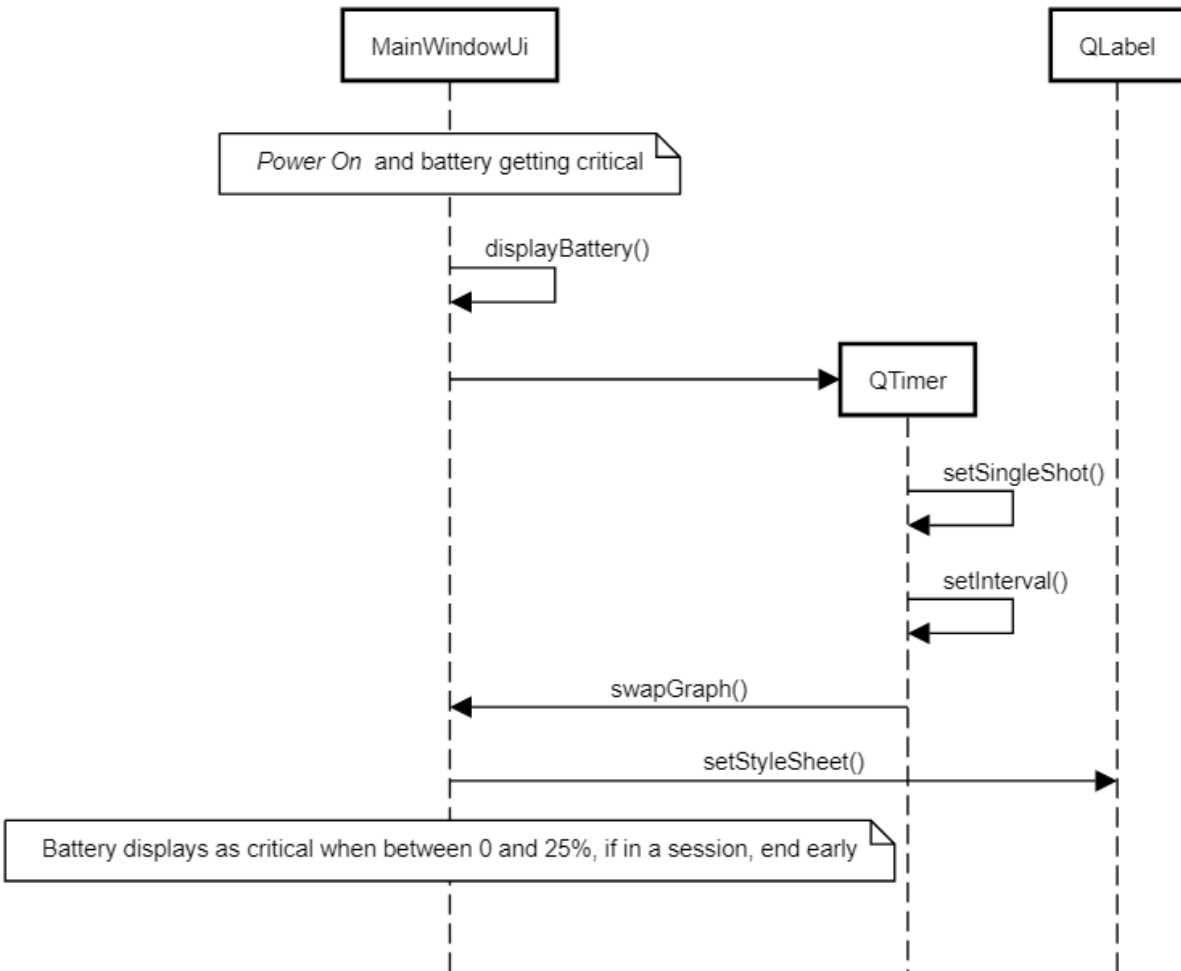 MainWindowUi
QLabel
Power On and battery getting critical
displayBattery()
QTimer
setSingleShot()
setInterval()
swapGraph()
setStyleSheet()
Battery displays as critical when between 0 and 25%, if in a session, end early